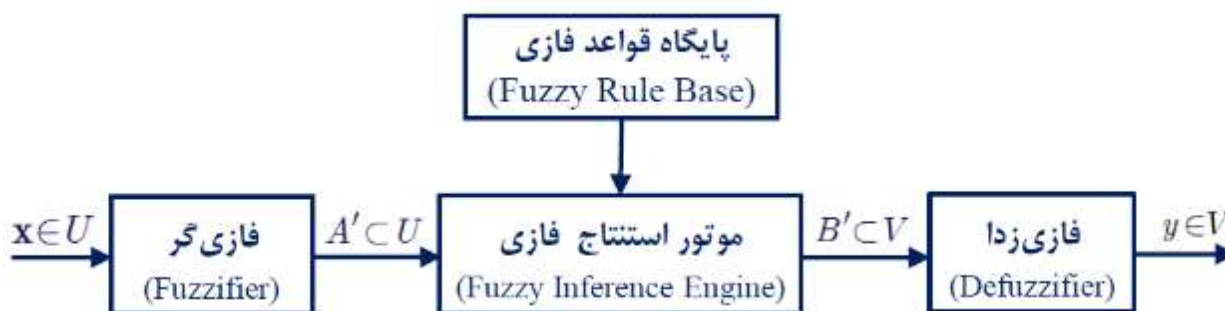 پایگاه قواعد فازی
(Fuzzy Rule Base)
x∈U
فازی‌گر
(Fuzzifier)
A′⊂U
موتور استنتاج فازی
(Fuzzy Inference Engine)
B′⊂V
فازی‌زدا
(Defuzzifier)
y∈V